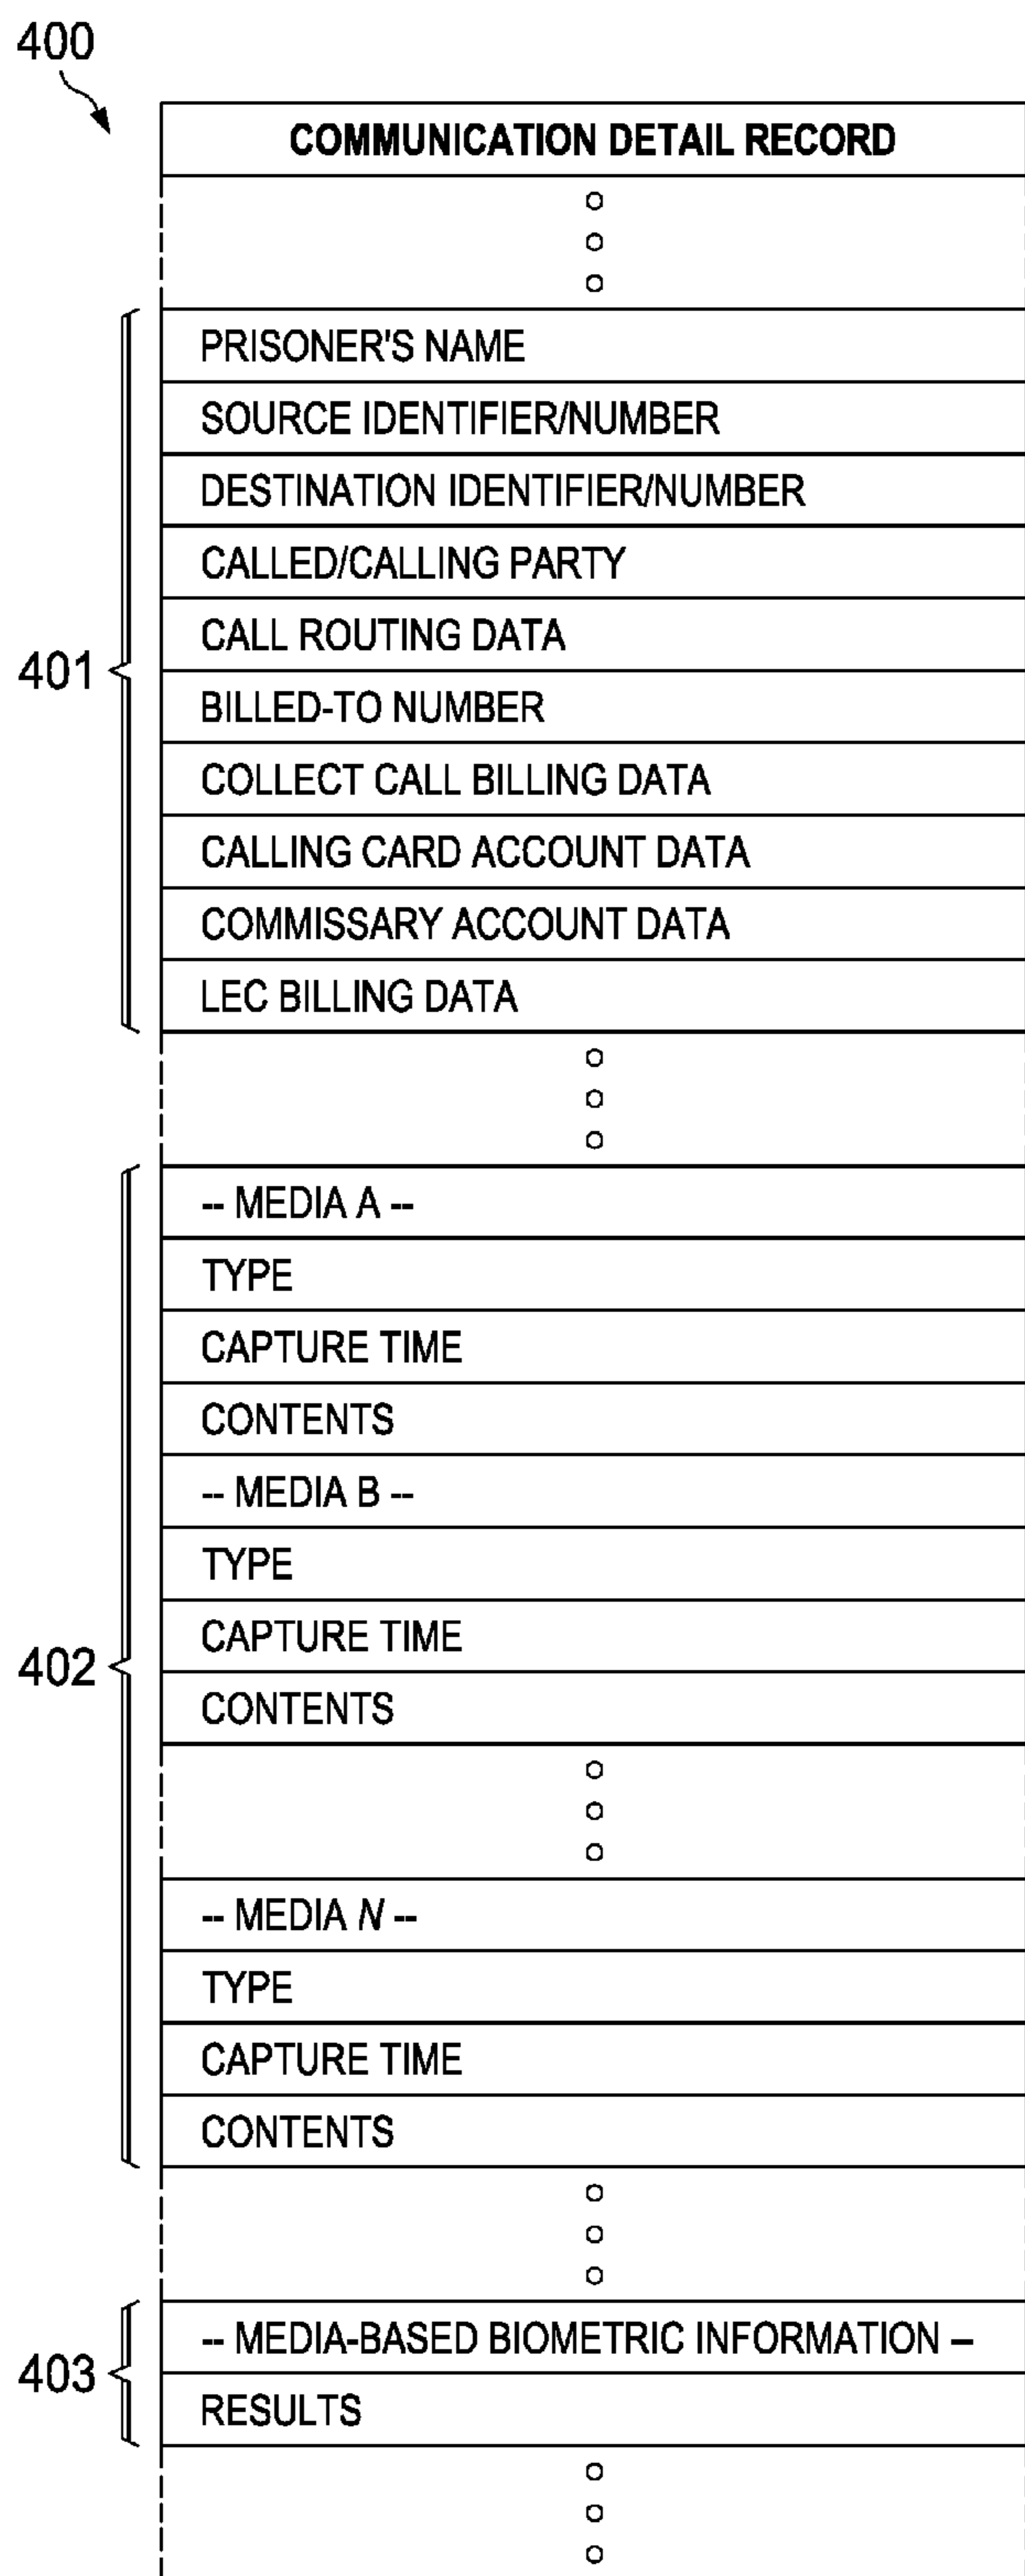 400
COMMUNICATION DETAIL RECORD
PRISONER'S NAME
SOURCE IDENTIFIER/NUMBER
DESTINATION IDENTIFIER/NUMBER
CALLED/CALLING PARTY
CALL ROUTING DATA
401
BILLED-TO NUMBER
COLLECT CALL BILLING DATA
CALLING CARD ACCOUNT DATA
COMMISSARY ACCOUNT DATA
LEC BILLING DATA
-- MEDIA A --
TYPE
CAPTURE TIME
CONTENTS
-- MEDIA B --
TYPE
CAPTURE TIME
402
CONTENTS
-- MEDIA N --
TYPE
CAPTURE TIME
CONTENTS
-- MEDIA-BASED BIOMETRIC INFORMATION –
403
RESULTS